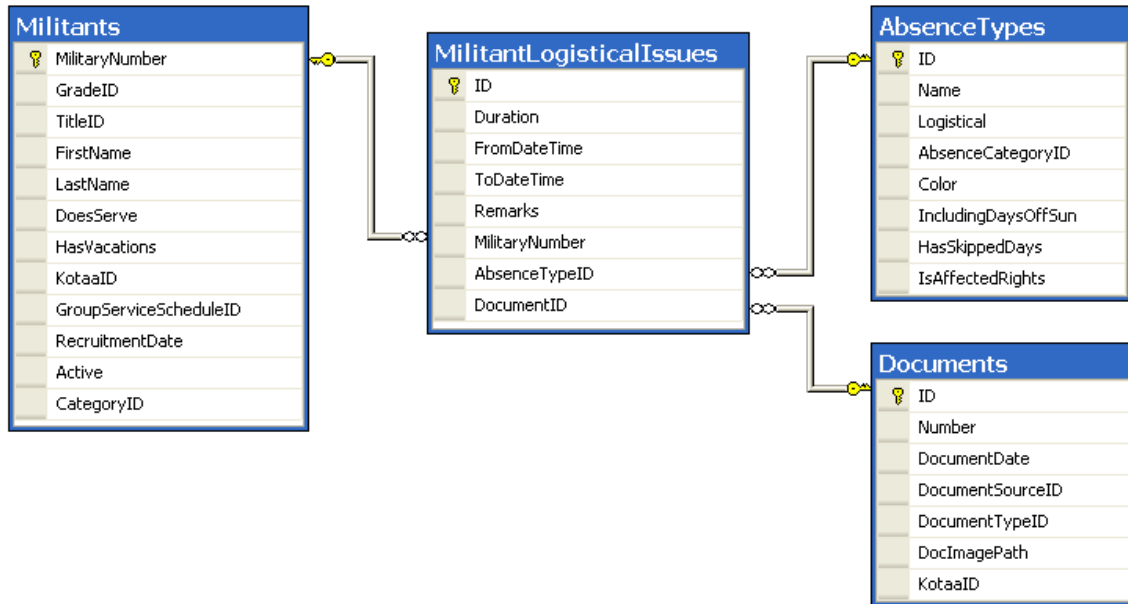 Militants
MilitaryNumber
GradeID
TitleID
FirstName
LastName
DoesServe
HasVacations
KotaaID
GroupServiceScheduleID
RecruitmentDate
Active
CategoryID
MilitantLogisticalIssues
ID
Duration
FromDateTime
ToDateTime
Remarks
MilitaryNumber
AbsenceTypeID
DocumentID
AbsenceTypes
ID
Name
Logistical
AbsenceCategoryID
Color
IncludingDaysOffSun
HasSkippedDays
IsAffectedRights
Documents
ID
Number
DocumentDate
DocumentSourceID
DocumentTypeID
DocImagePath
KotaaID